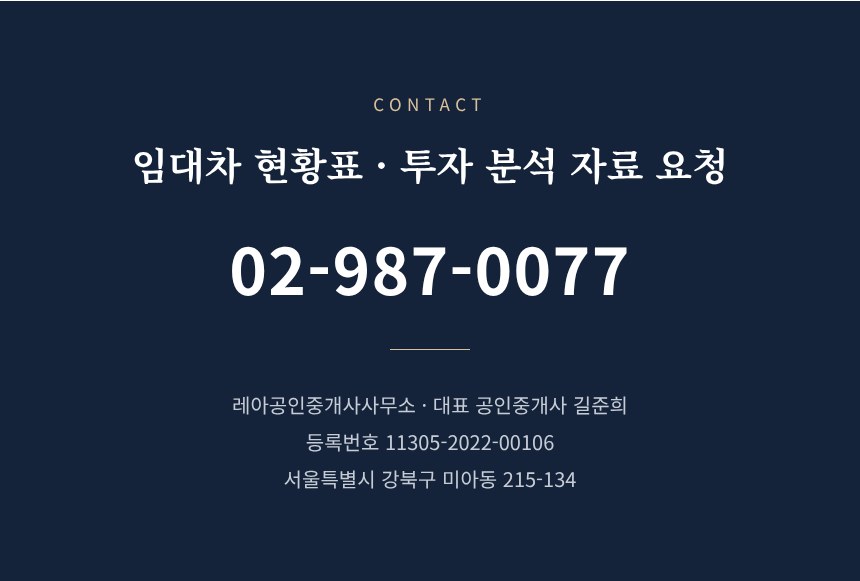 CONTACT
임대차 현황표 · 투자 분석 자료 요청
02-987-0077
레아공인중개사사무소 · 대표 공인중개사 길준희
등록번호 11305-2022-00106
서울특별시 강북구 미아동 215-134